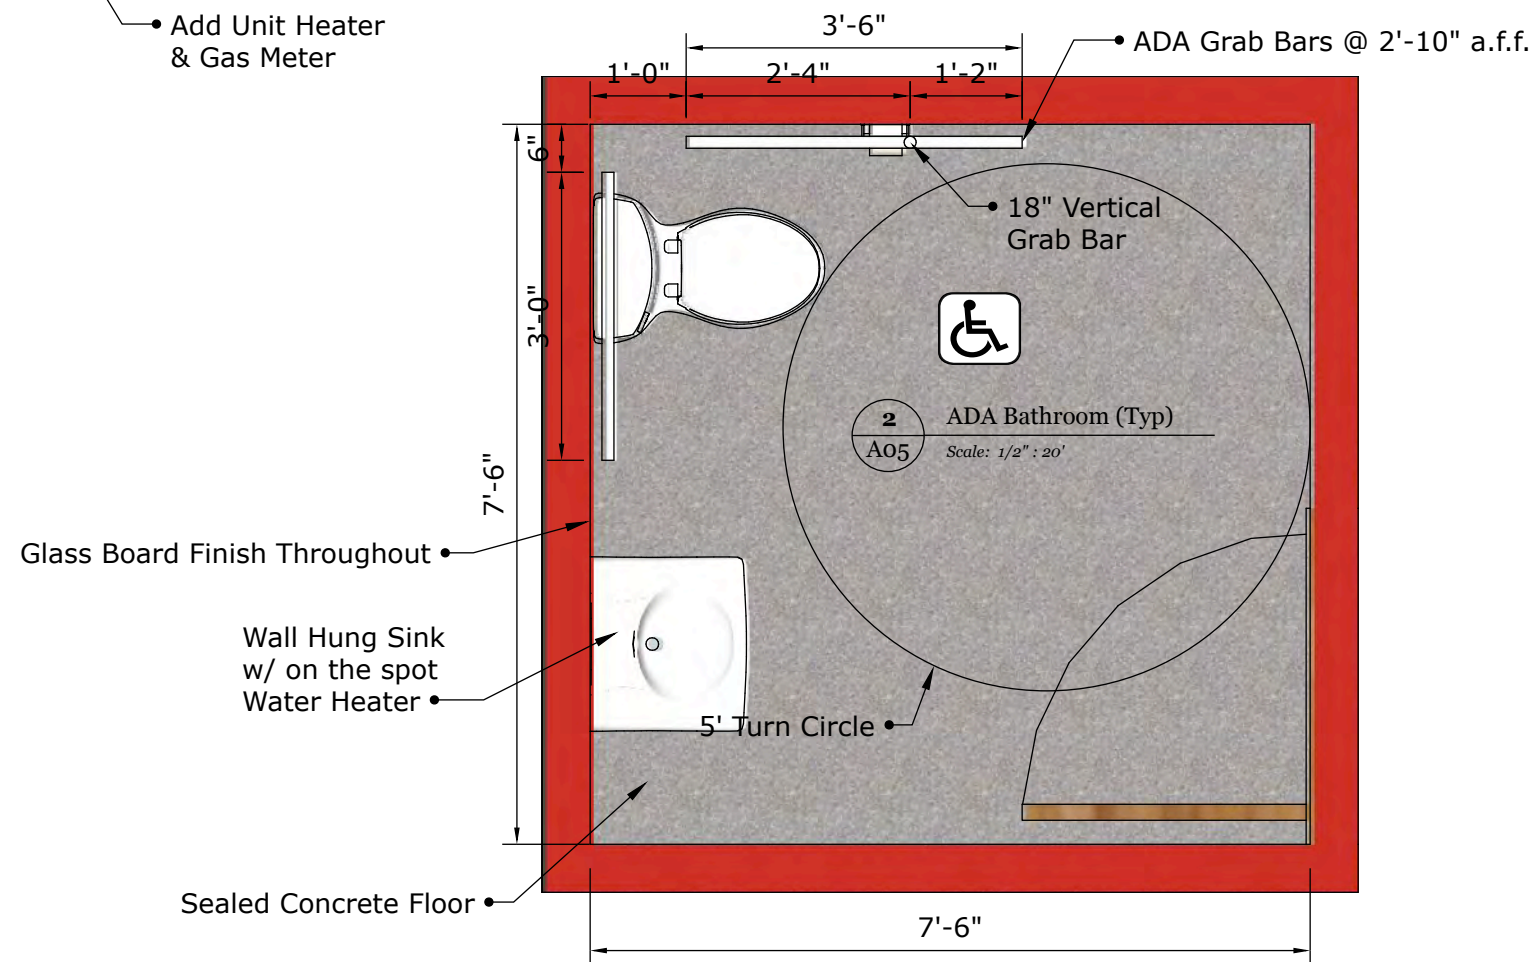 Add Unit Heater
& Gas Meter
3'-6"
ADA Grab Bars @ 2'-10" a.f.f.
1'-0"
2'-4"
1'-2"
6"
18" Vertical
Grab Bar
3'-0"
2
ADA Bathroom (Typ)
A05
Scale: 1/2" : 20'
7'-6"
Glass Board Finish Throughout
Wall Hung Sink
w/ on the spot
Water Heater
5' Turn Circle
Sealed Concrete Floor
7'-6"